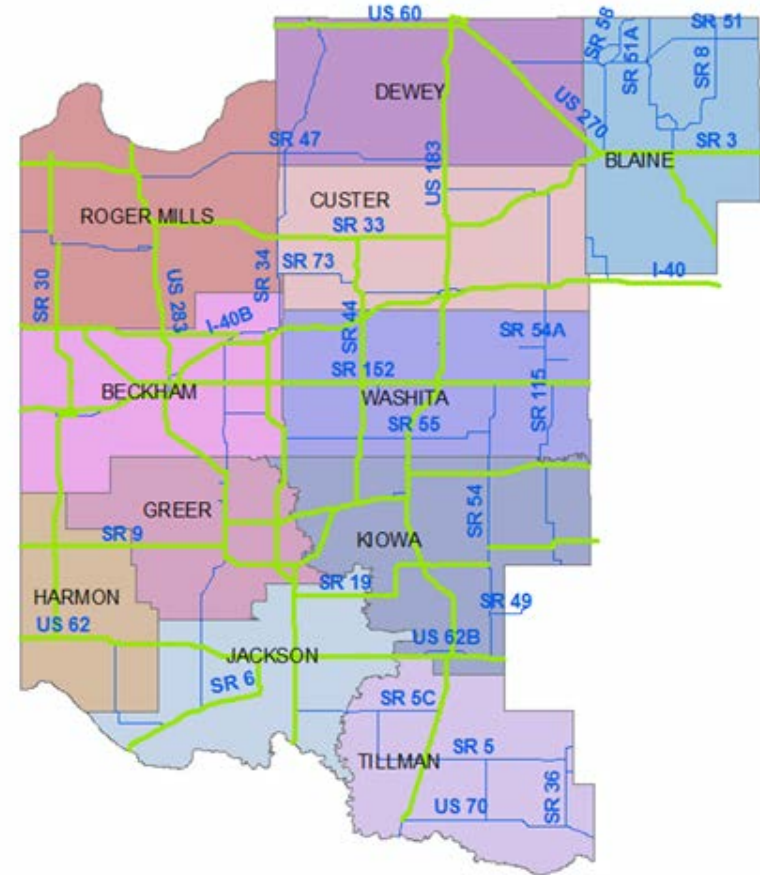 US 60
SR 58
SR 51A
SR 51
SR 8
DEWEY
US 270
SR 47
US 183
SR 3
BLAINE
CUSTER
ROGER MILLS
SR 33
SR 30
US 283
SR 34
SR 73
I-40
I-40B
SR 44
SR 54A
SR 152
BECKHAM
WASHITA
SR 115
SR 55
GREER
SR 54
SR 9
KIOWA
HARMON
SR 19
SR 49
US 62
US 62B
JACKSON
SR 6
SR 5C
TILLMAN
SR 5
SR 36
US 70